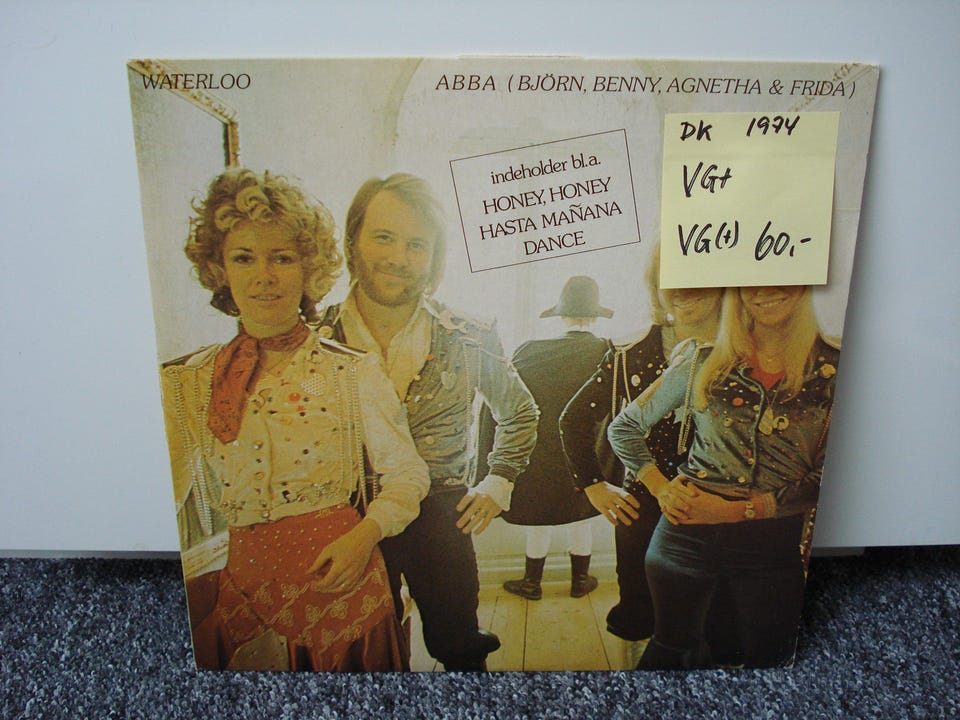 WATERLOO
ABBA (BJÖRN, BENNY, AGNETHA & FRIDA)
indeholder bl.a.
HONEY, HONEY
HASTA MAÑANA
DANCE
DK 1974
VG+
VG(+) 60,-